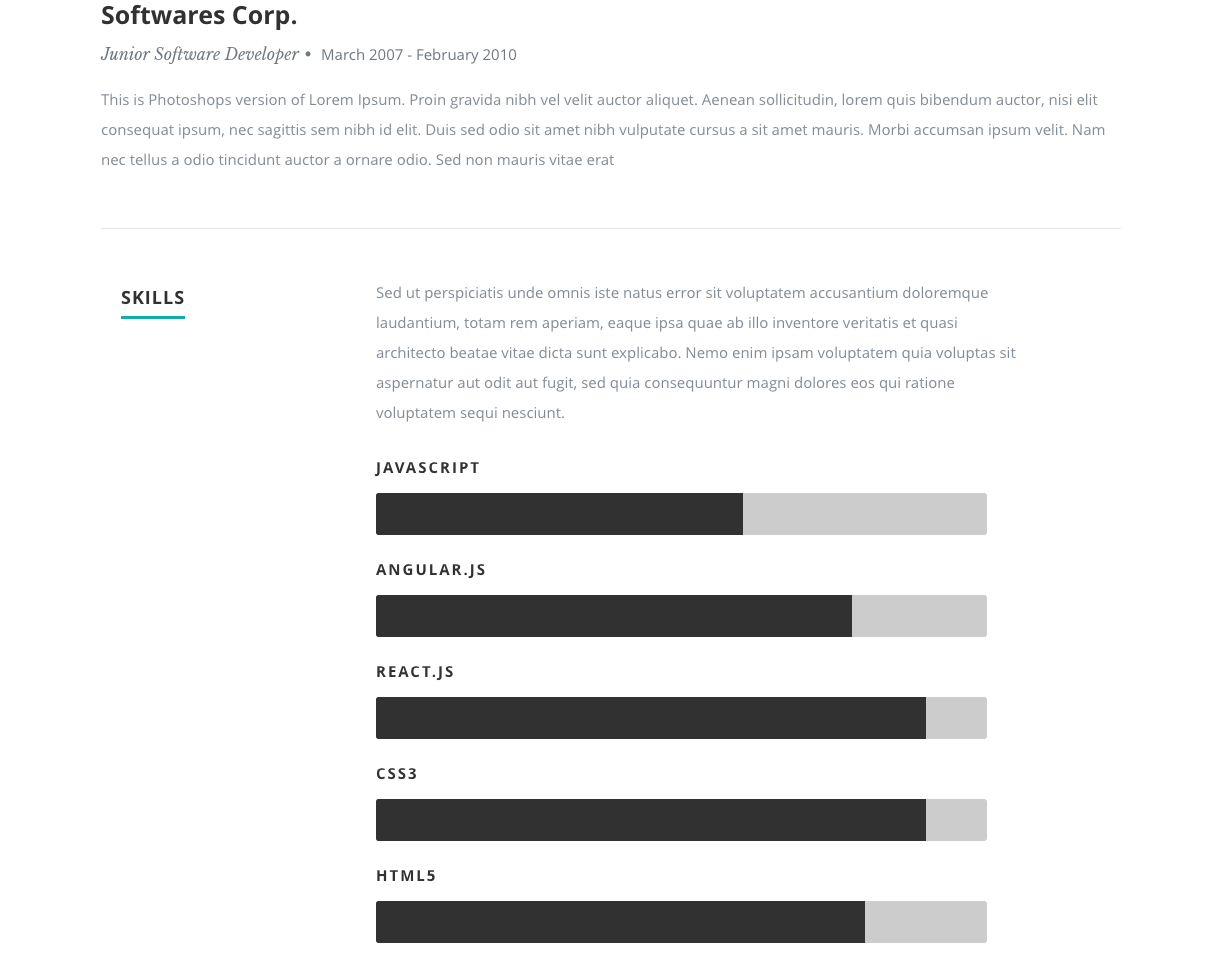 Softwares Corp.
Junior Software Developer • March 2007 - February 2010
This is Photoshops version of Lorem Ipsum. Proin gravida nibh vel velit auctor aliquet. Aenean sollicitudin, lorem quis bibendum auctor, nisi elit
consequat ipsum, nec sagittis sem nibh id elit. Duis sed odio sit amet nibh vulputate cursus a sit amet mauris. Morbi accumsan ipsum velit. Nam
nec tellus a odio tincidunt auctor a ornare odio. Sed non mauris vitae erat
SKILLS
Sed ut perspiciatis unde omnis iste natus error sit voluptatem accusantium doloremque
laudantium, totam rem aperiam, eaque ipsa quae ab illo inventore veritatis et quasi
architecto beatae vitae dicta sunt explicabo. Nemo enim ipsam voluptatem quia voluptas sit
aspernatur aut odit aut fugit, sed quia consequuntur magni dolores eos qui ratione
voluptatem sequi nesciunt.
JAVASCRIPT
ANGULAR.JS
REACT.JS
CSS3
HTML5